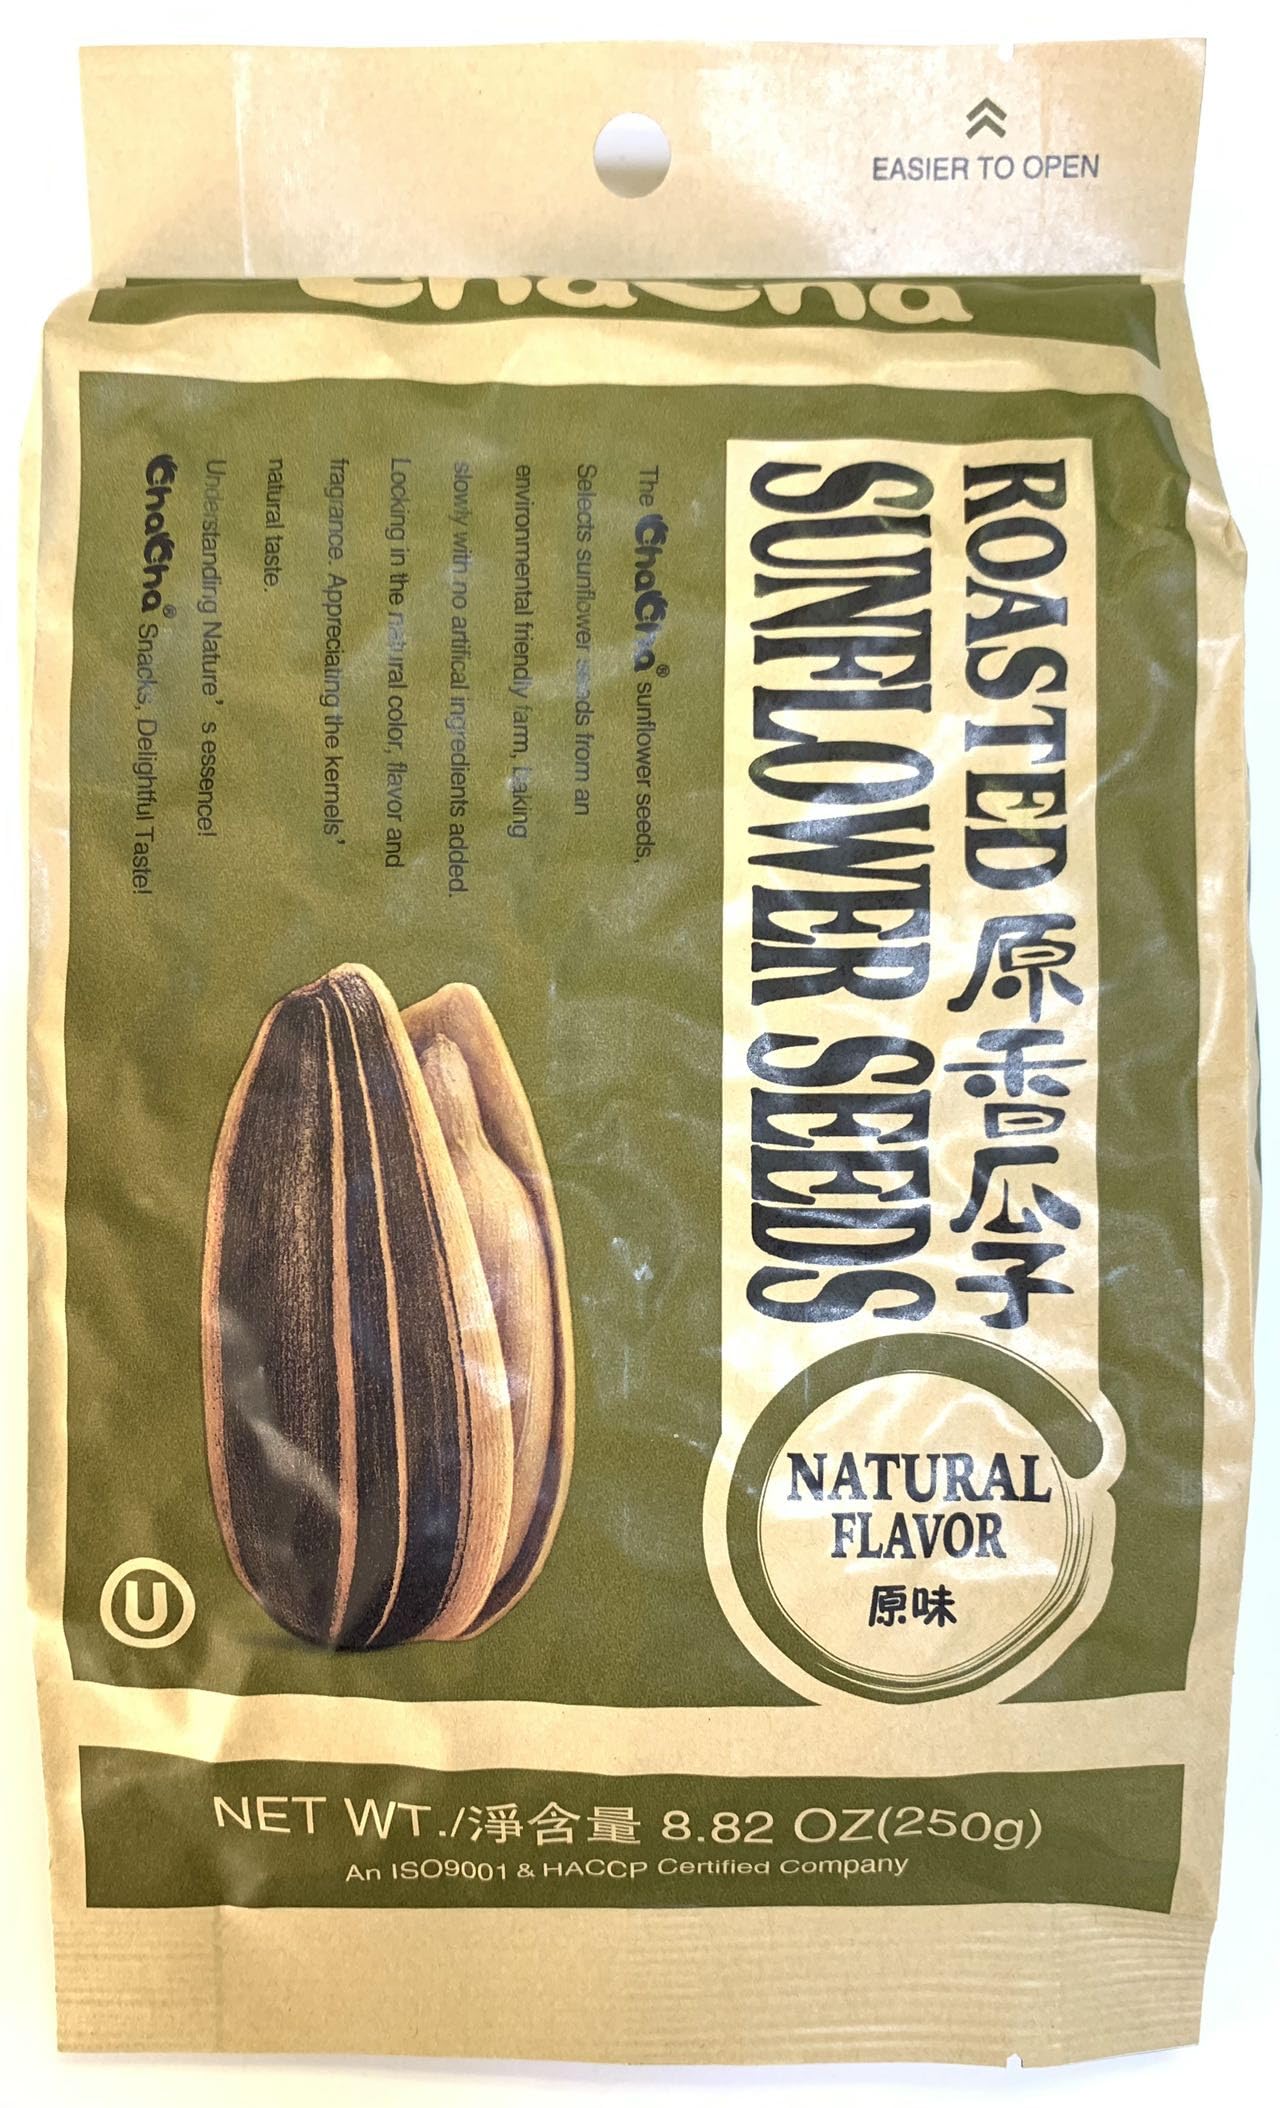 EASIER TO OPEN
ChaCha
ROASTED 原香瓜子
SUNFLOWER SEEDS
NATURAL
FLAVOR
原味
The ChaCha® sunflower seeds,
Selects sunflower seeds from an
environmental friendly farm, baking
slowly with no artifical ingredients added.
Locking in the natural color, flavor and
fragrance. Appreciating the kernels'
natural taste.
Understanding Nature's essence!
ChaCha® Snacks, Delightful Taste!
U
NET WT./淨含量 8.82 OZ(250g)
An ISO9001 & HACCP Certified Company